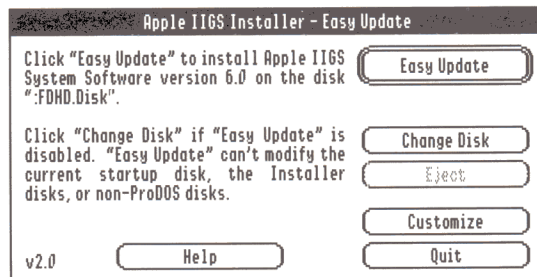 Apple IIGS Installer - Easy Update
Click “Easy Update” to install Apple IIGS
System Software version 6.0 on the disk
“:FDHD.Disk”.
Easy Update
Click “Change Disk” if “Easy Update” is
disabled. “Easy Update” can't modify the
current startup disk, the Installer
disks, or non-ProDOS disks.
Change Disk
Eject
Customize
v2.0
Help
Quit